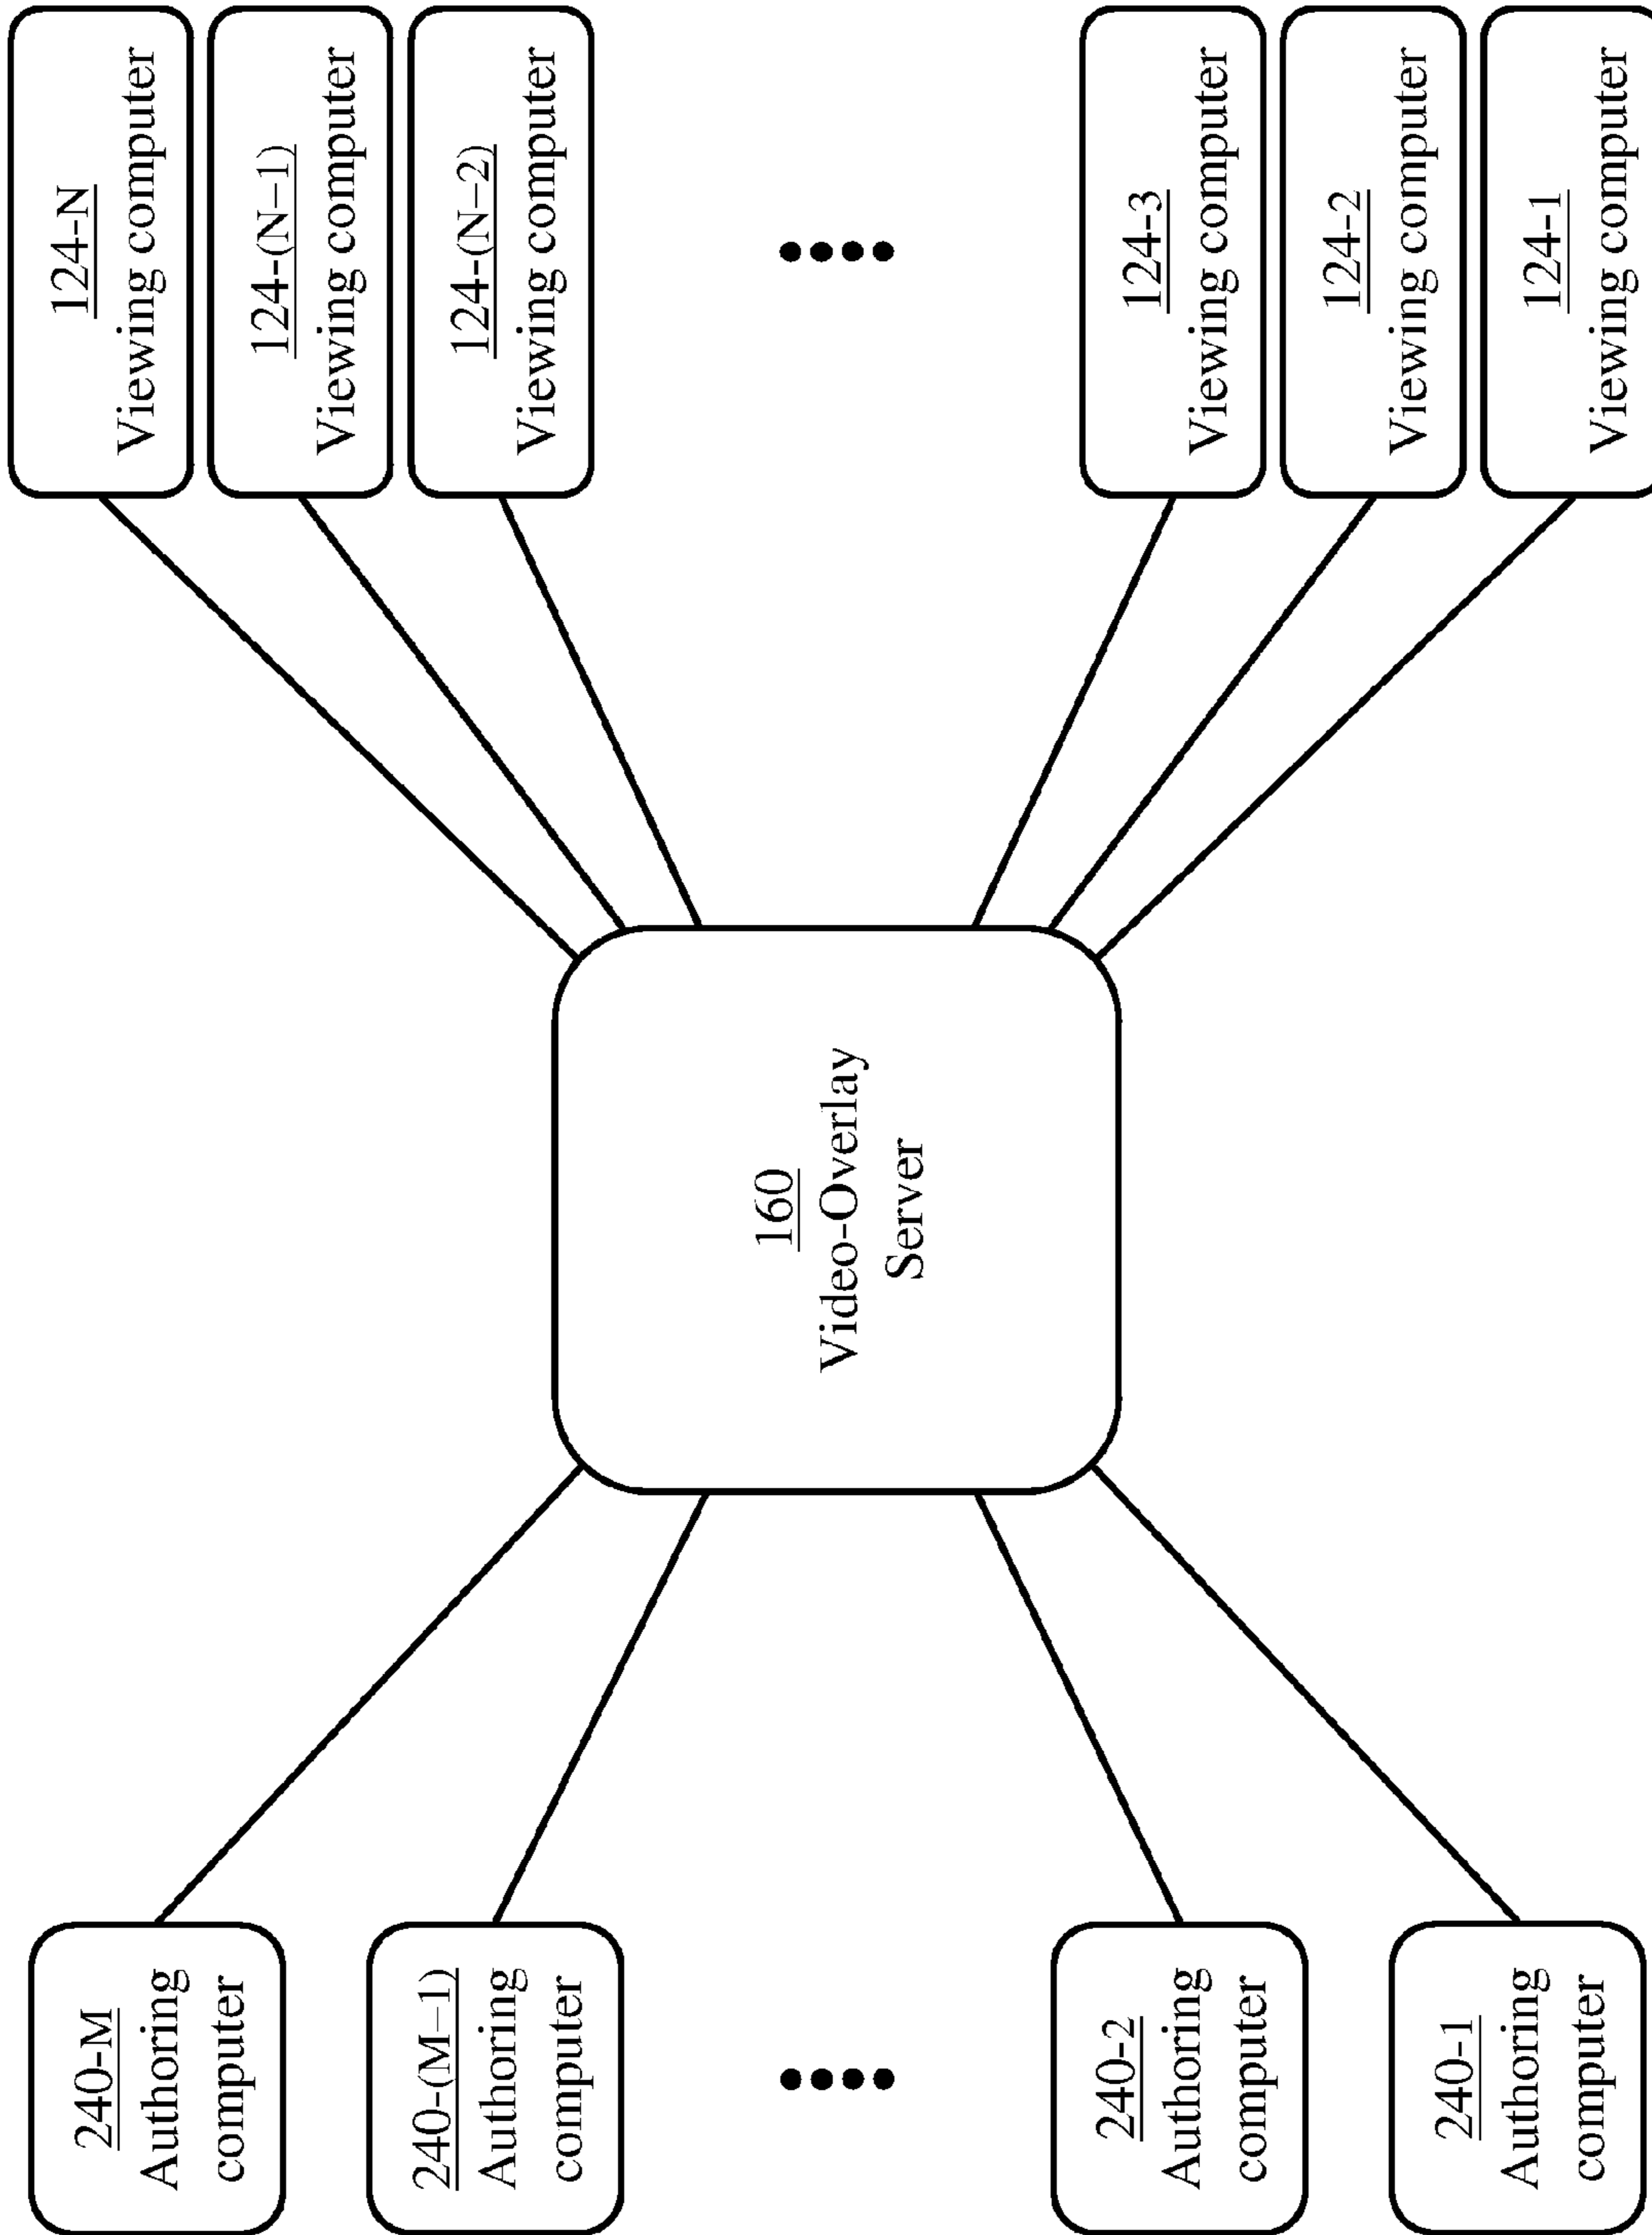 240-M
Authoring
computer
240-(M–1)
Authoring
computer
240-2
Authoring
computer
240-1
Authoring
computer
160
Video-Overlay
Server
124-N
Viewing computer
124-(N–1)
Viewing computer
124-(N–2)
Viewing computer
124-3
Viewing computer
124-2
Viewing computer
124-1
Viewing computer